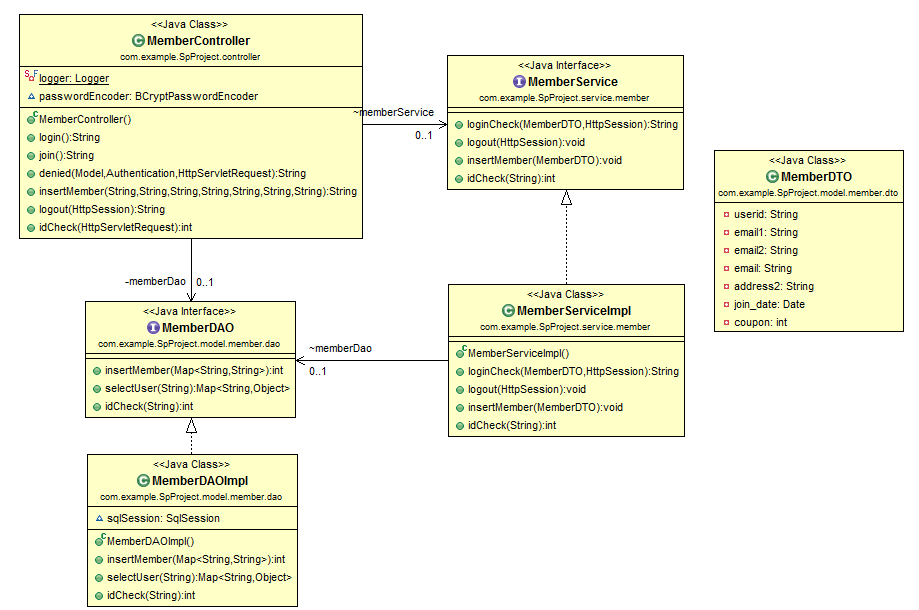 <<Java Class>>
MemberController
com.example.SpProject.controller
logger: Logger
passwordEncoder: BCryptPasswordEncoder
MemberController()
login():String
join():String
denied(Model,Authentication,HttpServletRequest):String
insertMember(String,String,String,String,String,String,String):String
logout(HttpSession):String
idCheck(HttpServletRequest):int
~memberService
0..1
<<Java Interface>>
MemberService
com.example.SpProject.service.member
loginCheck(MemberDTO,HttpSession):String
logout(HttpSession):void
insertMember(MemberDTO):void
idCheck(String):int
<<Java Class>>
MemberDTO
com.example.SpProject.model.member.dto
userid: String
email1: String
email2: String
email: String
address2: String
join_date: Date
coupon: int
-memberDao
0..1
<<Java Interface>>
MemberDAO
com.example.SpProject.model.member.dao
insertMember(Map<String,String>):int
selectUser(String):Map<String,Object>
idCheck(String):int
~memberDao
0..1
<<Java Class>>
MemberServiceImpl
com.example.SpProject.service.member
MemberServiceImpl()
loginCheck(MemberDTO,HttpSession):String
logout(HttpSession):void
insertMember(MemberDTO):void
idCheck(String):int
<<Java Class>>
MemberDAOImpl
com.example.SpProject.model.member.dao
sqlSession: SqlSession
MemberDAOImpl()
insertMember(Map<String,String>):int
selectUser(String):Map<String,Object>
idCheck(String):int